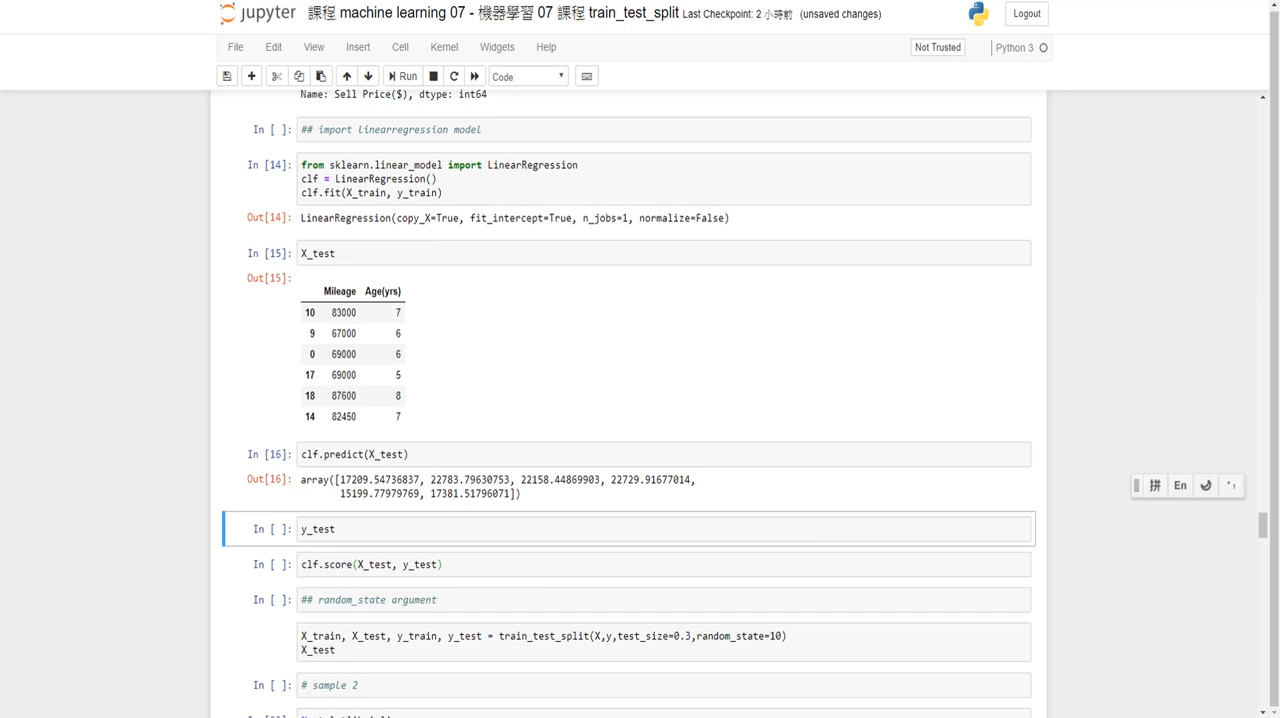 jupyter 課程 machine learning 07 - 機器學習 07 課程 train_test_split Last Checkpoint: 2 小時前 (unsaved changes) Logout
File Edit View Insert Cell Kernel Widgets Help Not Trusted Python 3
Run Code
Name: Sell Price($), dtype: int64
In [ ]: ## import linearregression model
In [14]: from sklearn.linear_model import LinearRegression
clf = LinearRegression()
clf.fit(X_train, y_train)
Out[14]: LinearRegression(copy_X=True, fit_intercept=True, n_jobs=1, normalize=False)
In [15]: X_test
Out[15]:
Mileage Age(yrs)
10 83000 7
9 67000 6
0 69000 6
17 69000 5
18 87600 8
14 82450 7
In [16]: clf.predict(X_test)
Out[16]: array([17209.54736837, 22783.79630753, 22158.44869903, 22729.91677014,
15199.77979769, 17381.51796071])
拼 En
In [ ]: y_test
In [ ]: clf.score(X_test, y_test)
In [ ]: ## random_state argument
X_train, X_test, y_train, y_test = train_test_split(X,y,test_size=0.3,random_state=10)
X_test
In [ ]: # sample 2